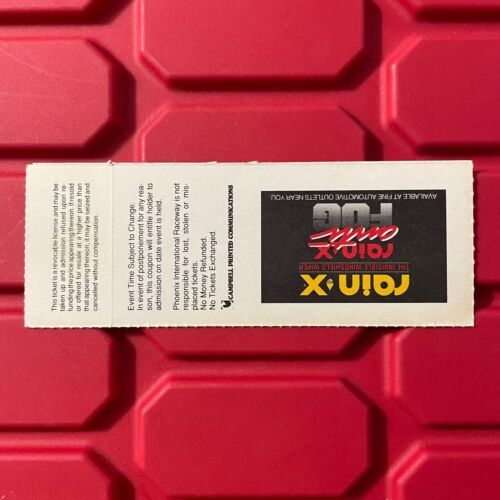 This ticket is a revocable license and may be
taken up and admission refused upon re-
funding the price appearing thereon. If resold
or offered for resale at a higher price than
that appearing thereon, it may be seized and
cancelled without compensation.
Event Time Subject to Change.
In event of postponement for any rea-
son, this coupon will entitle holder to
admission on date event is held.
Phoenix International Raceway is not
responsible for lost, stolen or mis-
placed tickets.
No Money Refunded.
No Tickets Exchanged.
CAMPBELL PRINTED COMMUNICATIONS
rain·x
THE INVISIBLE WINDSHIELD WIPER
rain·x
anti
FOG
AVAILABLE AT FINE AUTOMOTIVE OUTLETS NEAR YOU.